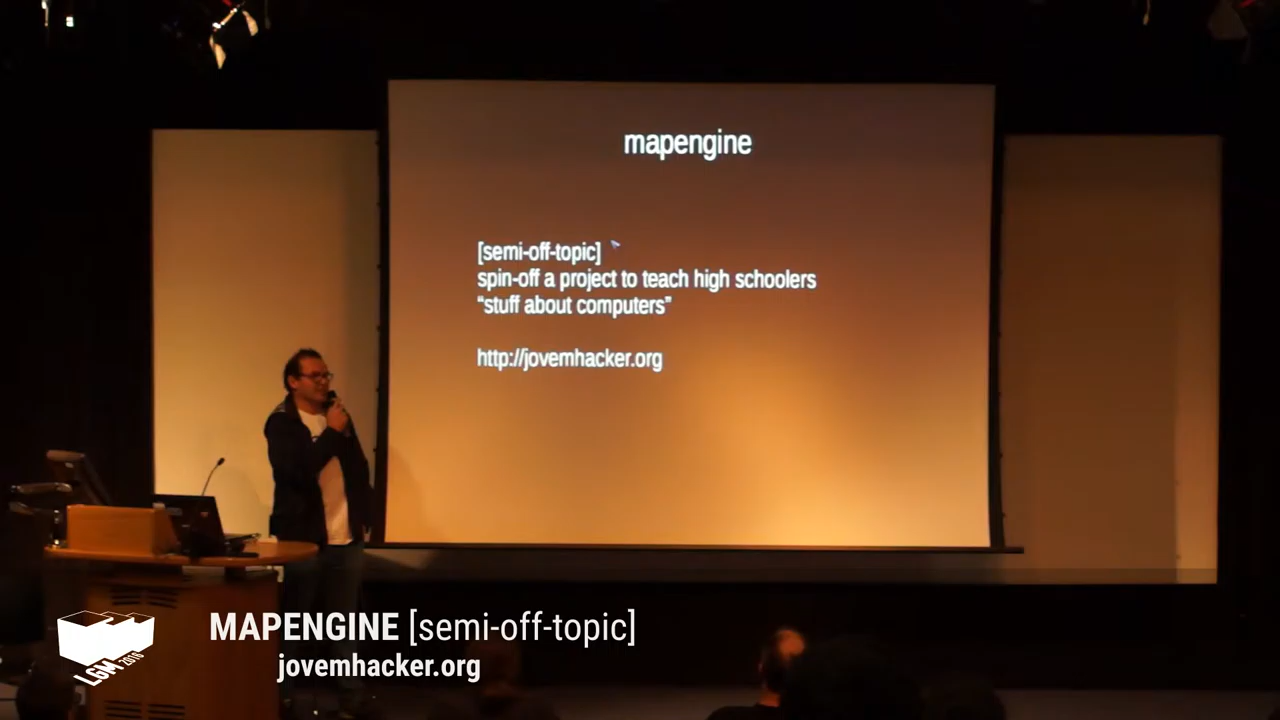 mapengine
[semi-off-topic]
spin-off a project to teach high schoolers
“stuff about computers”
http://jovemhacker.org
MAPENGINE [semi-off-topic]
jovemhacker.org
LGM 2016